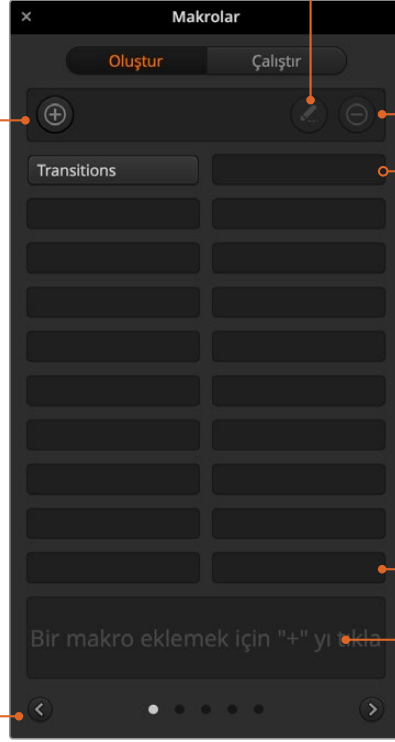 Makrolar
Oluştur Çalıştır
Transitions
Bir makro eklemek için "+" yı tıkla